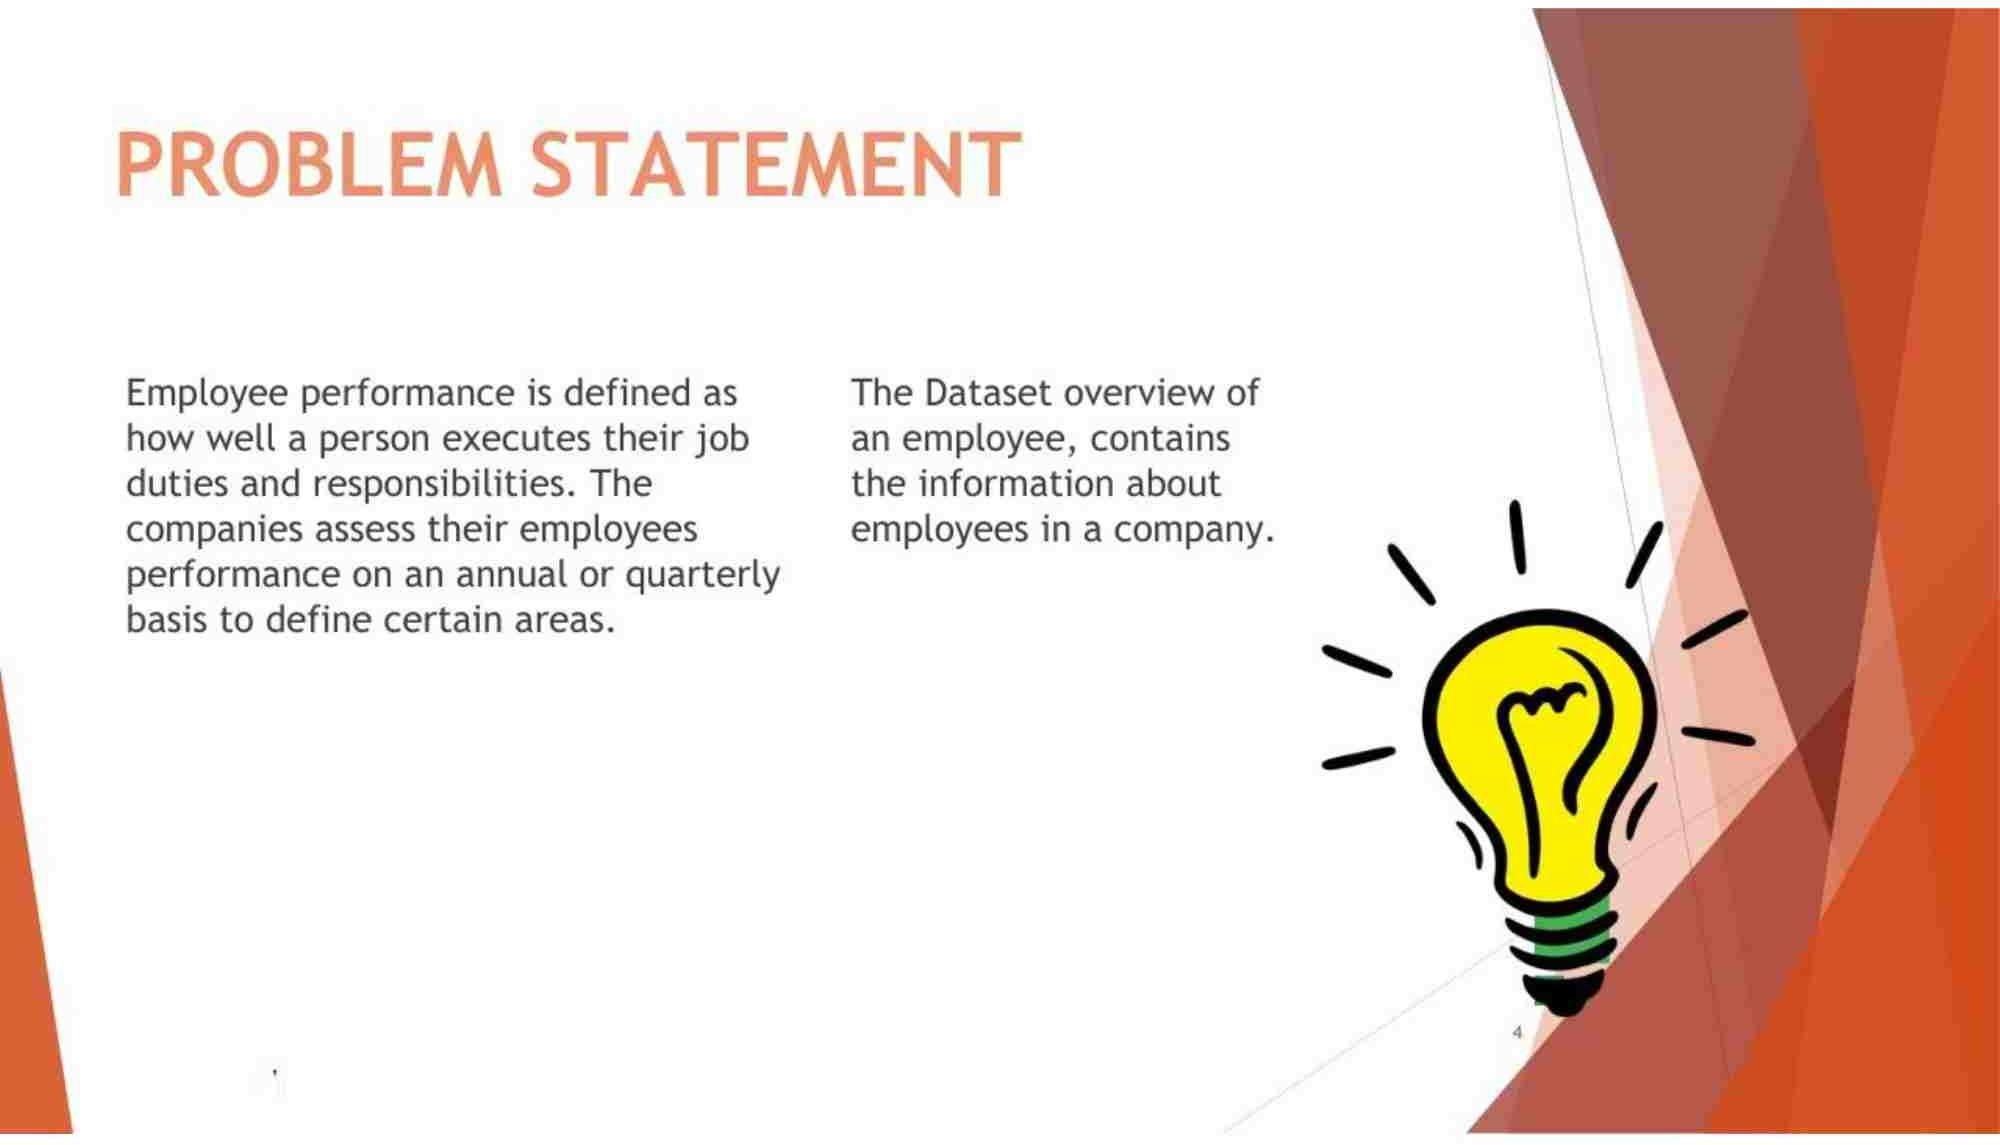 PROBLEM STATEMENT
Employee performance is defined as
how well a person executes their job
duties and responsibilities. The
companies assess their employees
performance on an annual or quarterly
basis to define certain areas.
The Dataset overview of
an employee, contains
the information about
employees in a company.
4